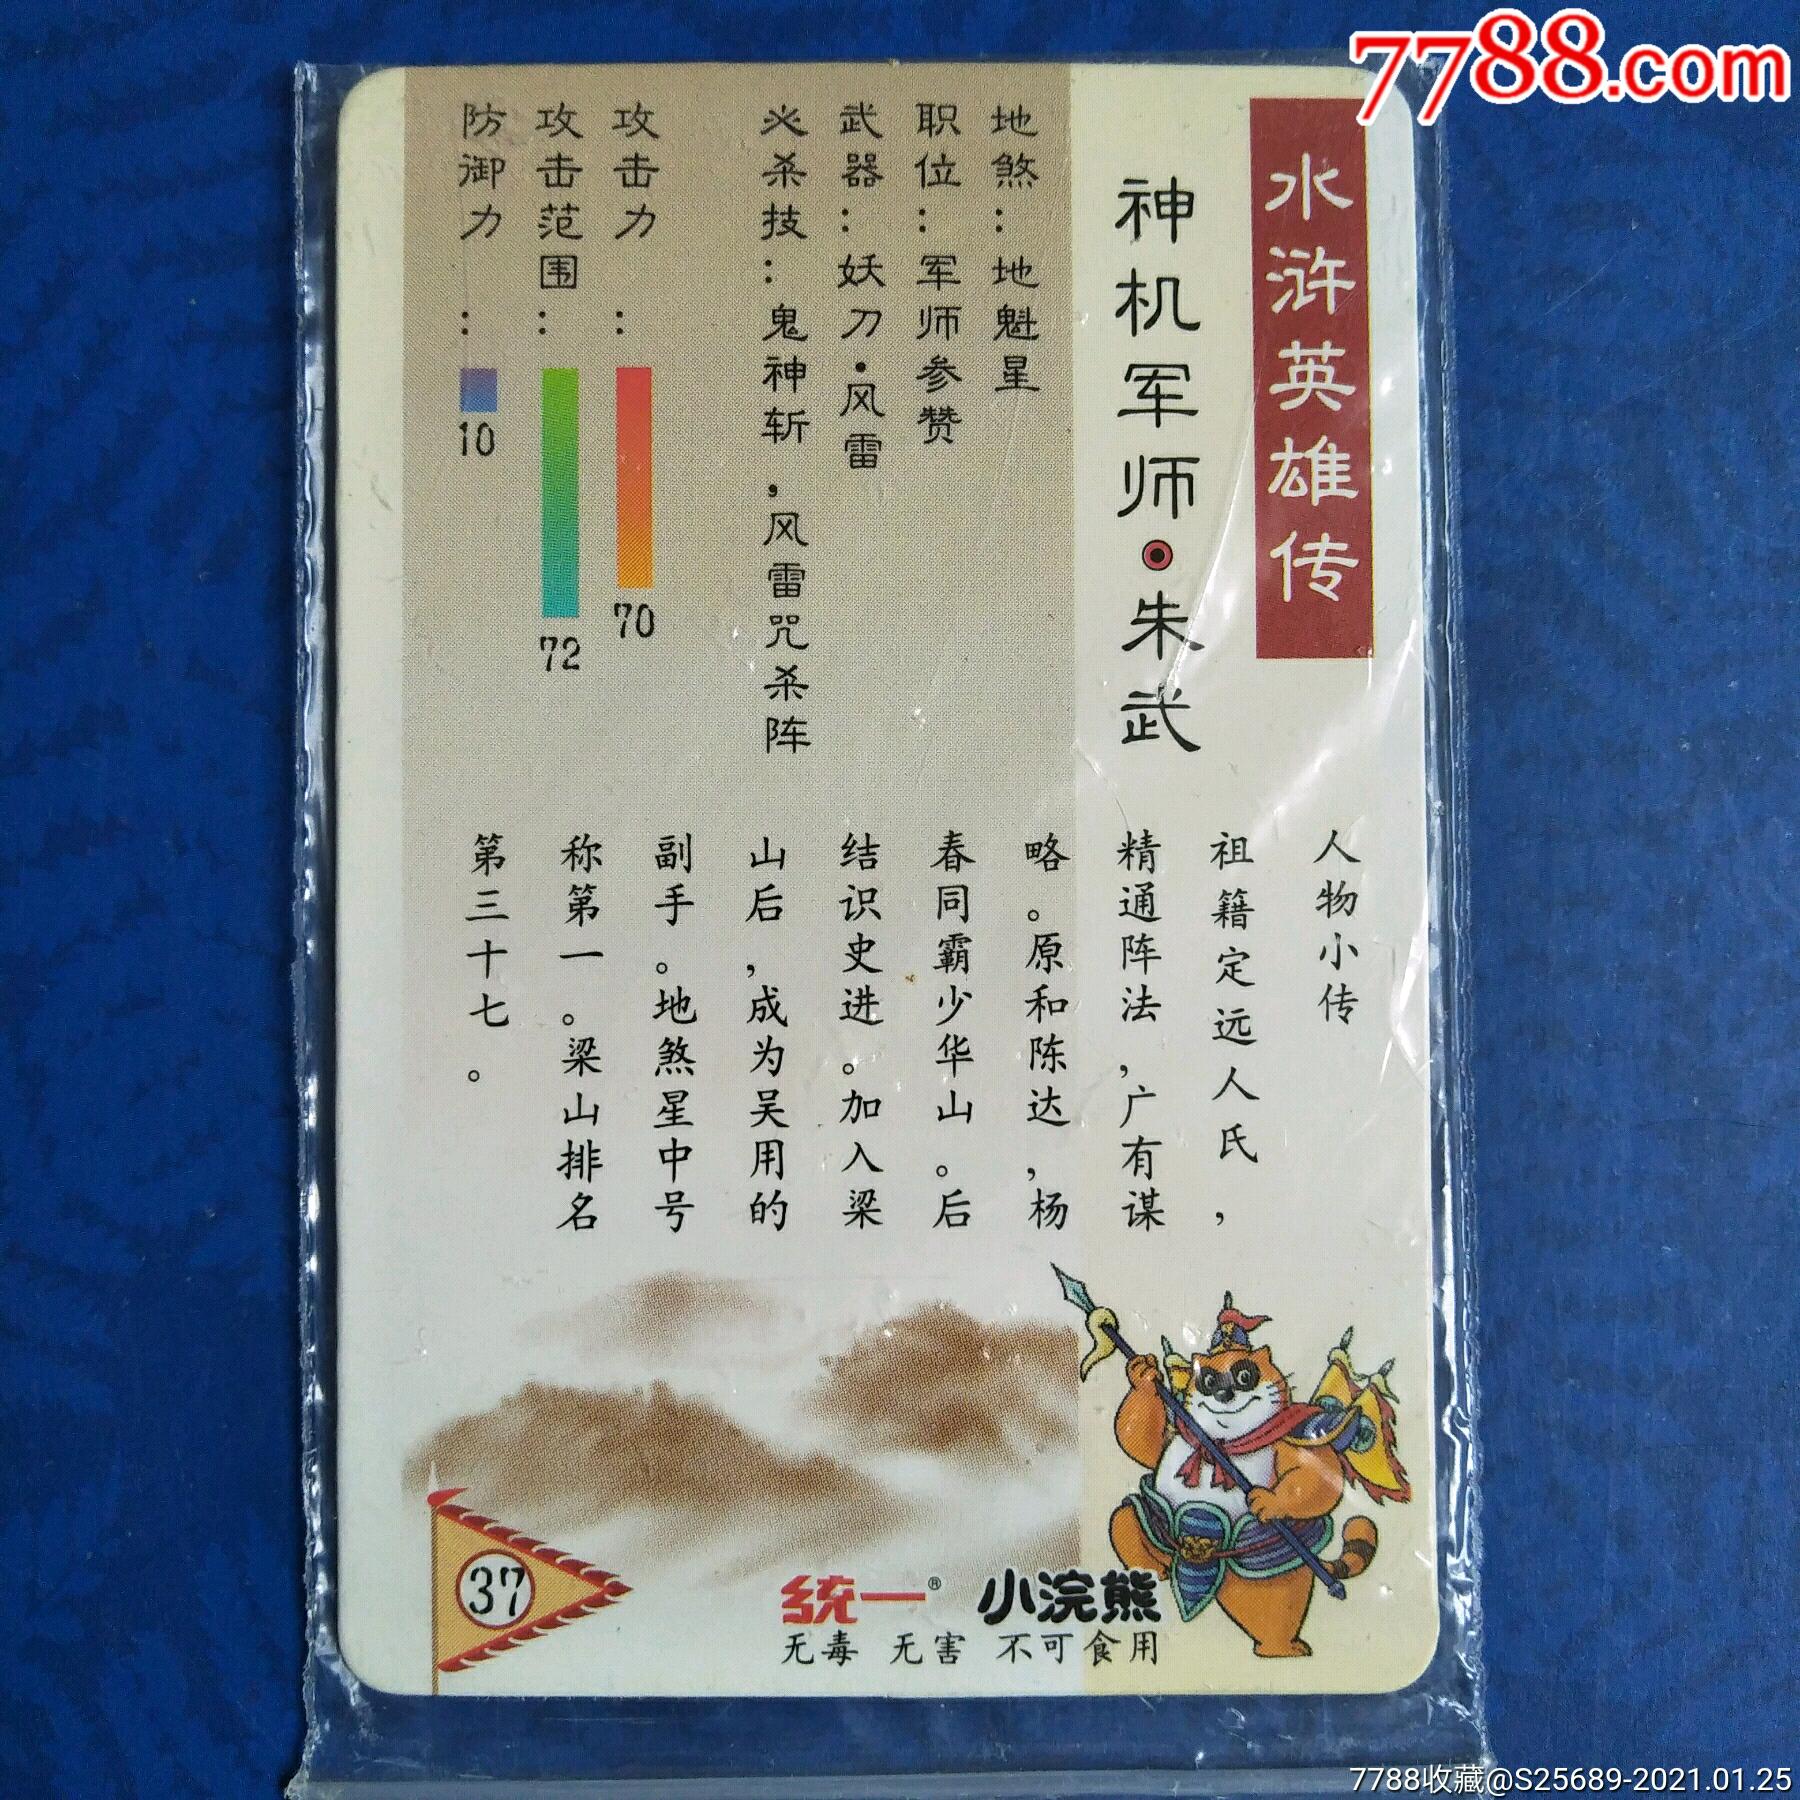 7788.com
水浒英雄传
神机军师·朱武
地煞：地魁星
职位：军师参赞
武器：妖刀·风雷
必杀技：鬼神斩，风雷咒杀阵
攻击力：70
攻击范围：72
防御力：10
人物小传
祖籍定远人氏，
精通阵法，广有谋
略。原和陈达，杨
春同霸少华山。后
结识史进。加入梁
山后，成为吴用的
副手。地煞星中号
称第一。梁山排名
第三十七。
37
统一® 小浣熊
无毒 无害 不可食用
7788收藏@S25689-2021.01.25